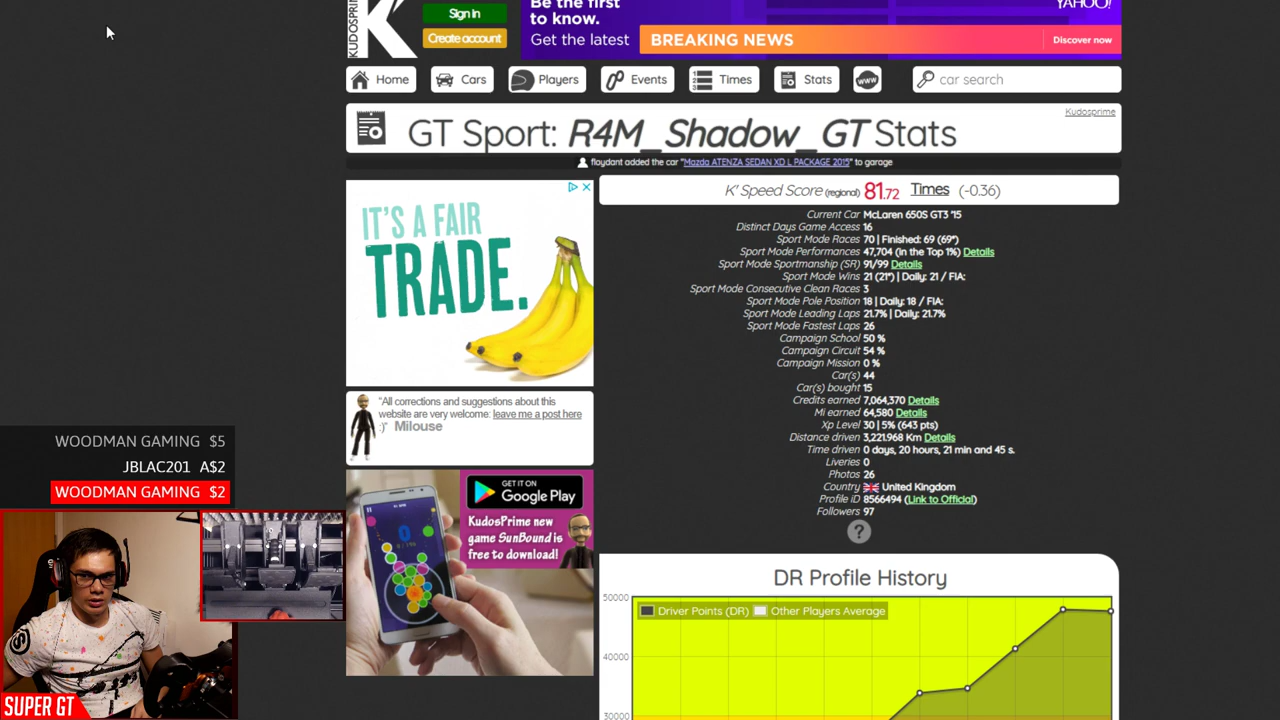 KUDOSPRIME
K'
Sign in
Create account
Be the first
to know.
Get the latest
YAHOO!
BREAKING NEWS
Discover now
Home
Cars
Players
Events
Times
Stats
www
car search
Kudosprime
GT Sport: R4M_Shadow_GT Stats
floydant added the car "Mazda ATENZA SEDAN XD L PACKAGE 2015" to garage
IT'S A FAIR
TRADE.
K' Speed Score (regional) 81.72 Times (-0.36)
Current Car McLaren 650S GT3 '15
Distinct Days Game Access 16
Sport Mode Races 70 | Finished: 69 (69*)
Sport Mode Performances 47,704 (in the Top 1%) Details
Sport Mode Sportmanship (SR) 91/99 Details
Sport Mode Wins 21 (21*) | Daily: 21 / FIA:
Sport Mode Consecutive Clean Races 3
Sport Mode Pole Position 18 | Daily: 18 / FIA:
Sport Mode Leading Laps 21.7% | Daily: 21.7%
Sport Mode Fastest Laps 26
Campaign School 50 %
Campaign Circuit 54 %
Campaign Mission 0 %
Car(s) 44
Car(s) bought 15
Credits earned 7,064,370 Details
Mi earned 64,580 Details
Xp Level 30 | 5% (643 pts)
Distance driven 3,221.968 Km Details
Time driven 0 days, 20 hours, 21 min and 45 s.
Liveries 0
Photos 26
Country United Kingdom
Profile ID 8566494 (Link to Official)
Followers 97
?
"All corrections and suggestions about this
website are very welcome: leave me a post here
:)" Milouse
GET IT ON
Google Play
KudosPrime new
game SunBound is
free to download!
WOODMAN GAMING $5
JBLAC201 A$2
WOODMAN GAMING $2
SUPER GT
DR Profile History
50000
Driver Points (DR)
Other Players Average
40000
30000